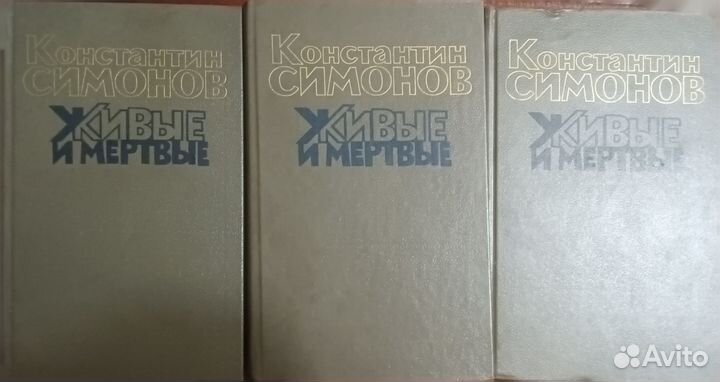 Константин
СИМОНОВ
ЖИВЫЕ
И МЕРТВЫЕ
Константин
СИМОНОВ
ЖИВЫЕ
И МЕРТВЫЕ
Константин
СИМОНОВ
ЖИВЫЕ
И МЕРТВЫЕ
Avito